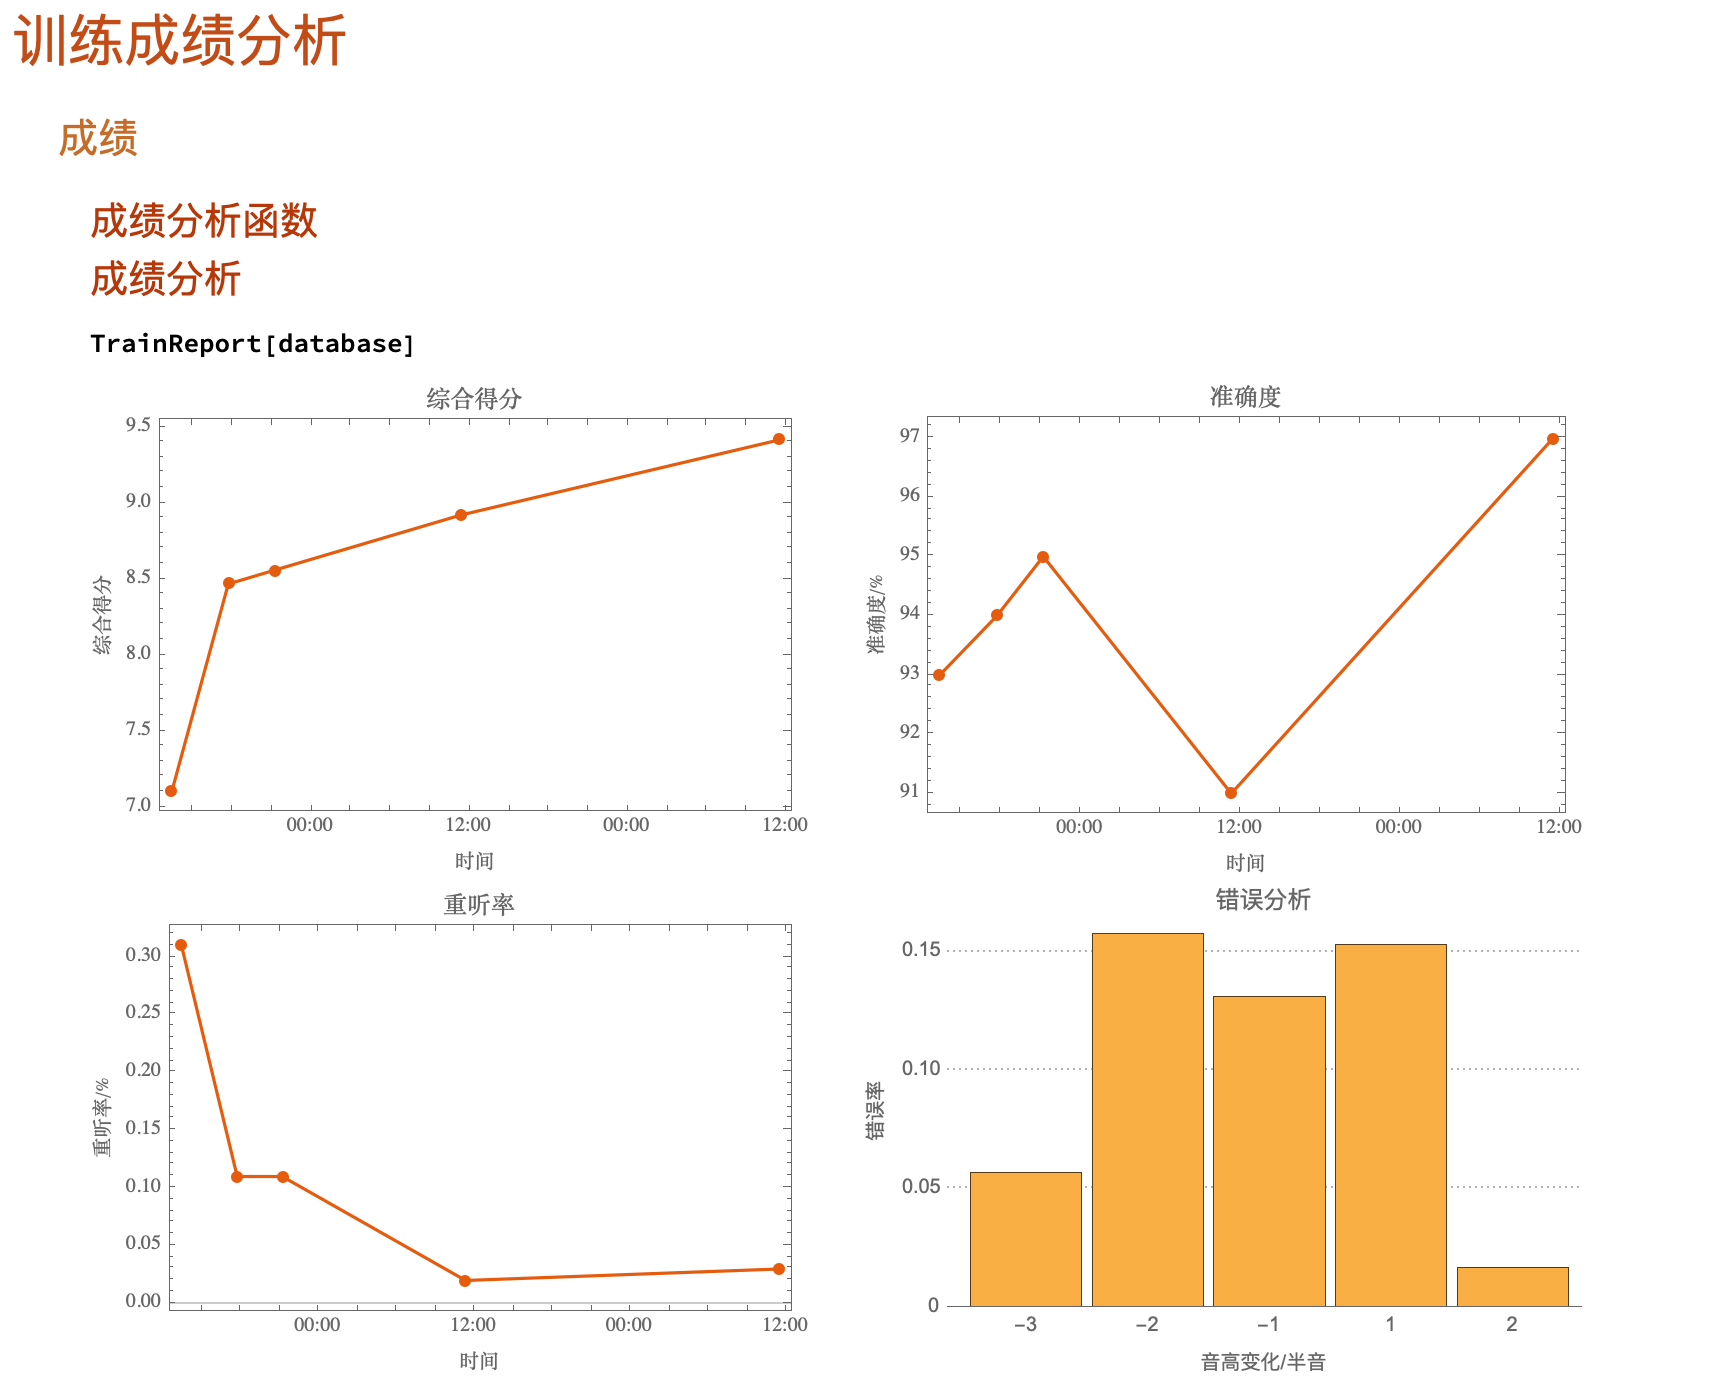 训练成绩分析
成绩
成绩分析函数
成绩分析
TrainReport[database]
综合得分
9.5
9.0
8.5
8.0
7.5
7.0
综合得分
00:00 12:00 00:00 12:00
时间
准确度
97
96
95
94
93
92
91
准确度/%
00:00 12:00 00:00 12:00
时间
重听率
0.30
0.25
0.20
0.15
0.10
0.05
0.00
重听率/%
00:00 12:00 00:00 12:00
时间
错误分析
0.15
0.10
0.05
0
错误率
−3 −2 −1 1 2
音高变化/半音